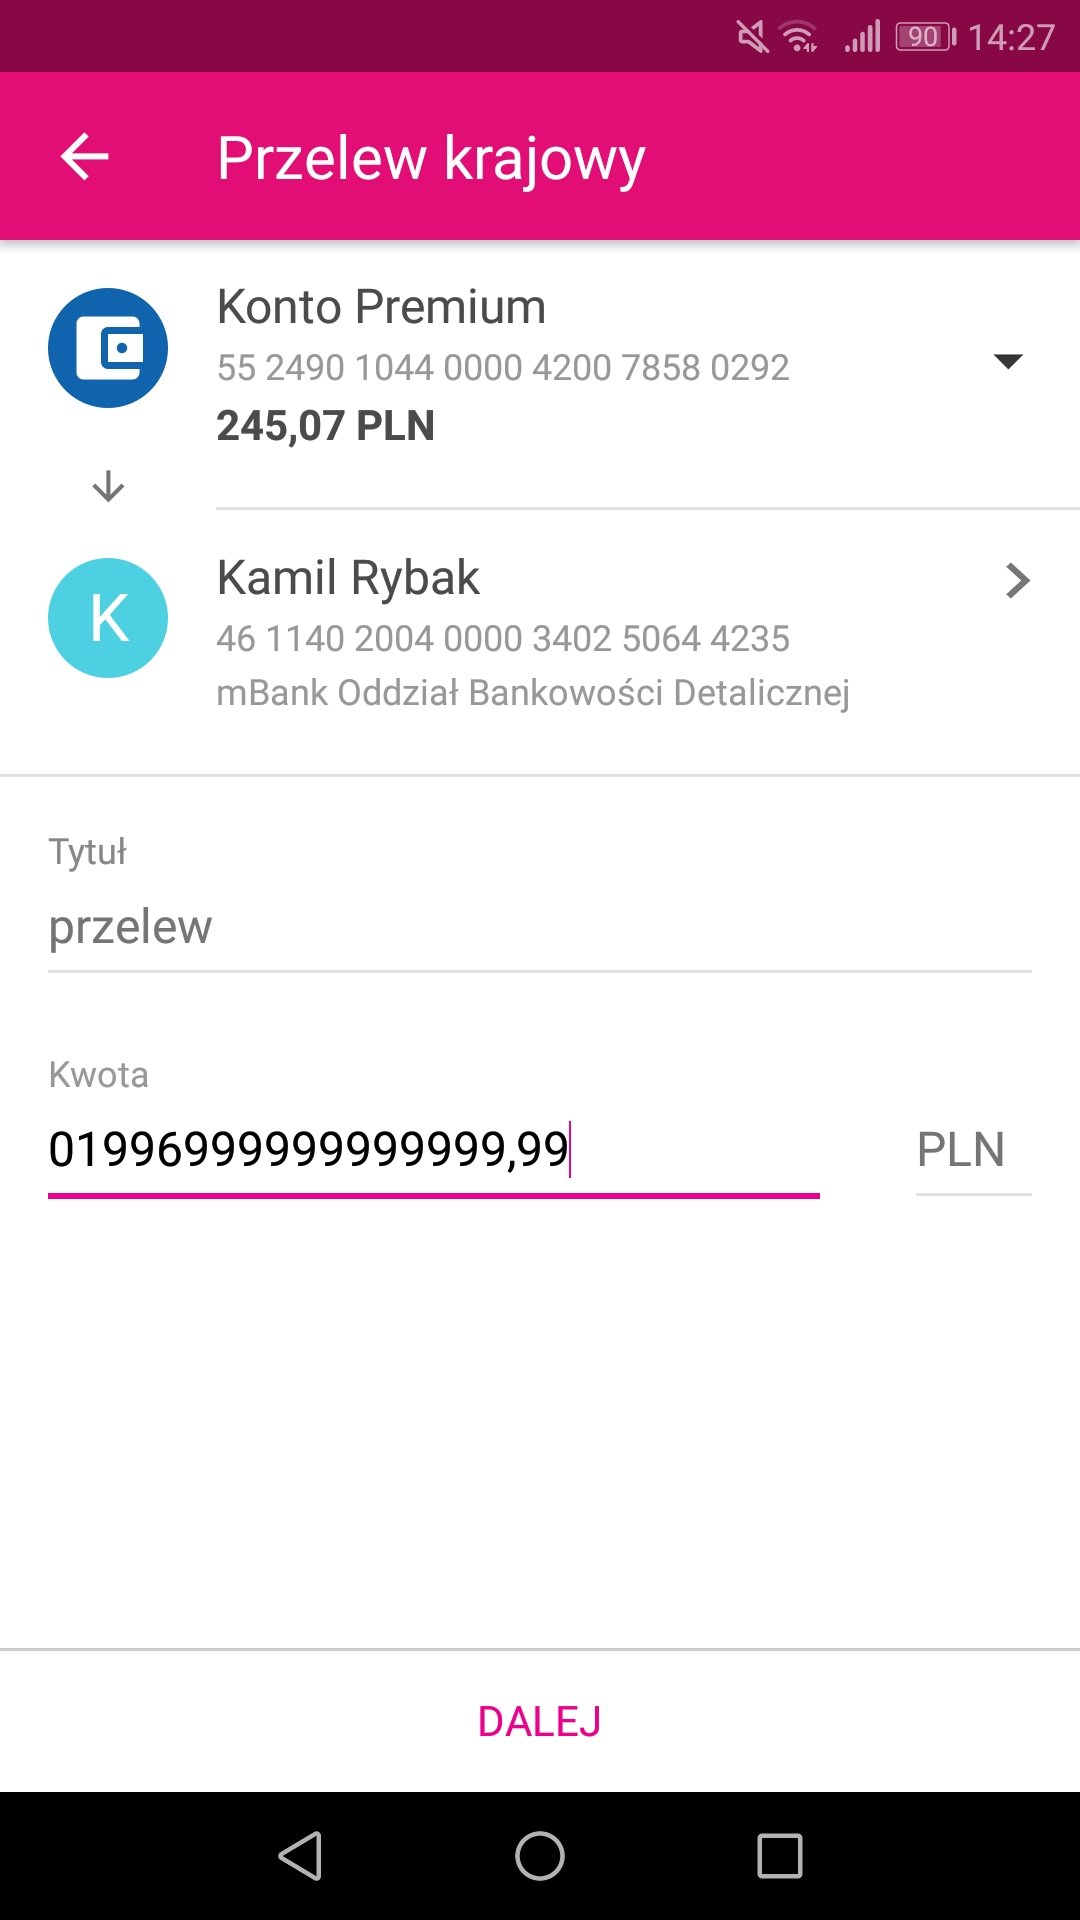 90 14:27
Przelew krajowy
Konto Premium
55 2490 1044 0000 4200 7858 0292
245,07 PLN
Kamil Rybak
K
46 1140 2004 0000 3402 5064 4235
mBank Oddział Bankowości Detalicznej
Tytuł
przelew
Kwota
01996999999999999,99 PLN
DALEJ